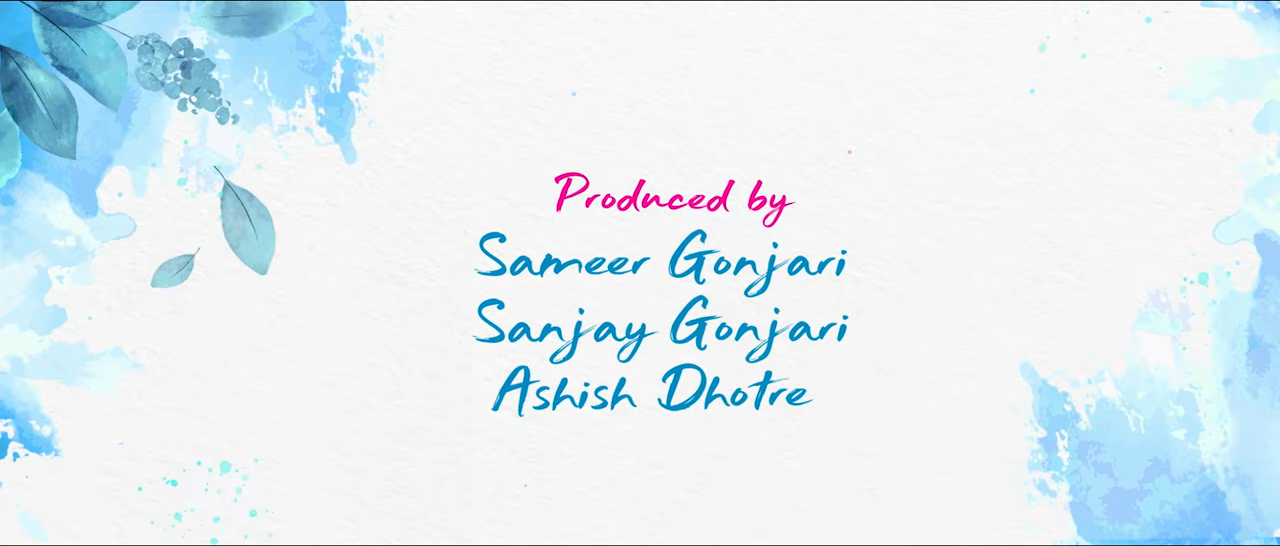 Produced by
Sameer Gonjari
Sanjay Gonjari
Ashish Dhotre